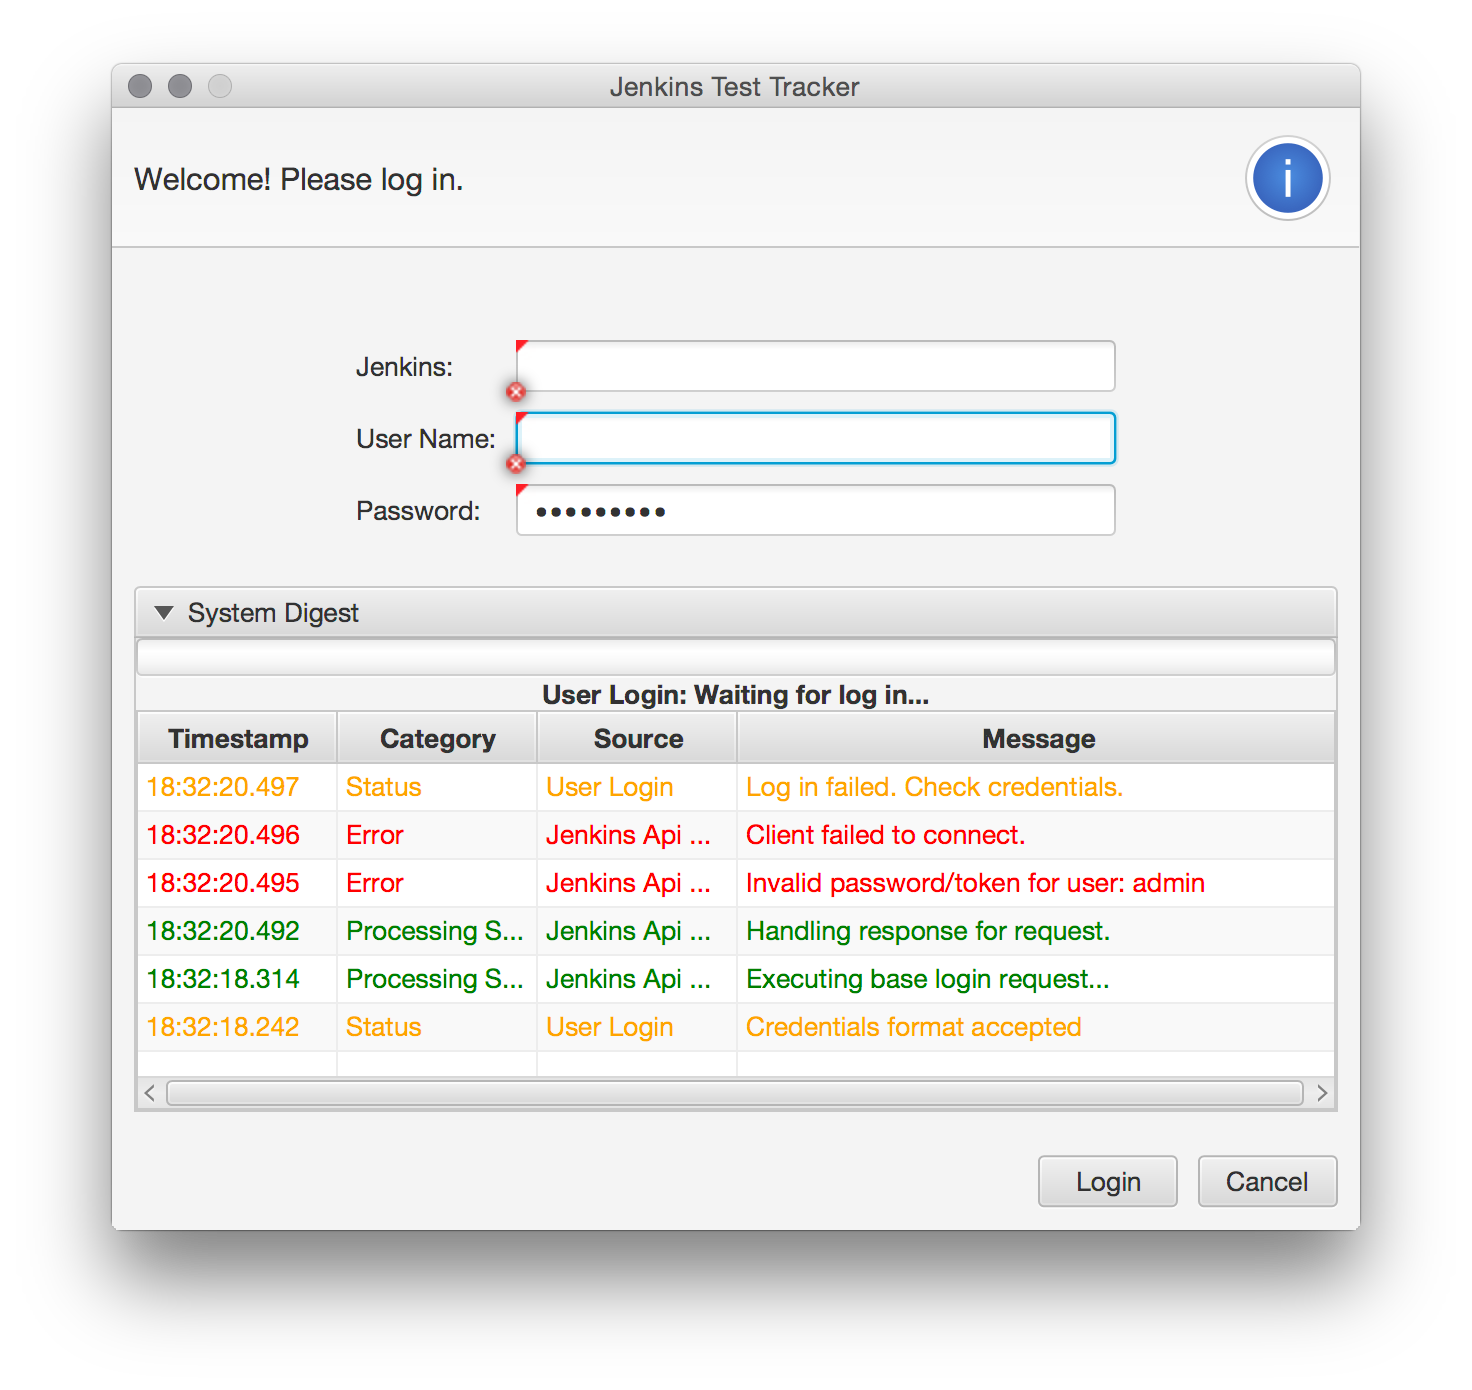 Jenkins Test Tracker
Welcome! Please log in.
i
Jenkins:
User Name:
Password: •••••••••
System Digest
User Login: Waiting for log in...
Timestamp Category Source Message
18:32:20.497 Status User Login Log in failed. Check credentials.
18:32:20.496 Error Jenkins Api ... Client failed to connect.
18:32:20.495 Error Jenkins Api ... Invalid password/token for user: admin
18:32:20.492 Processing S... Jenkins Api ... Handling response for request.
18:32:18.314 Processing S... Jenkins Api ... Executing base login request...
18:32:18.242 Status User Login Credentials format accepted
Login Cancel